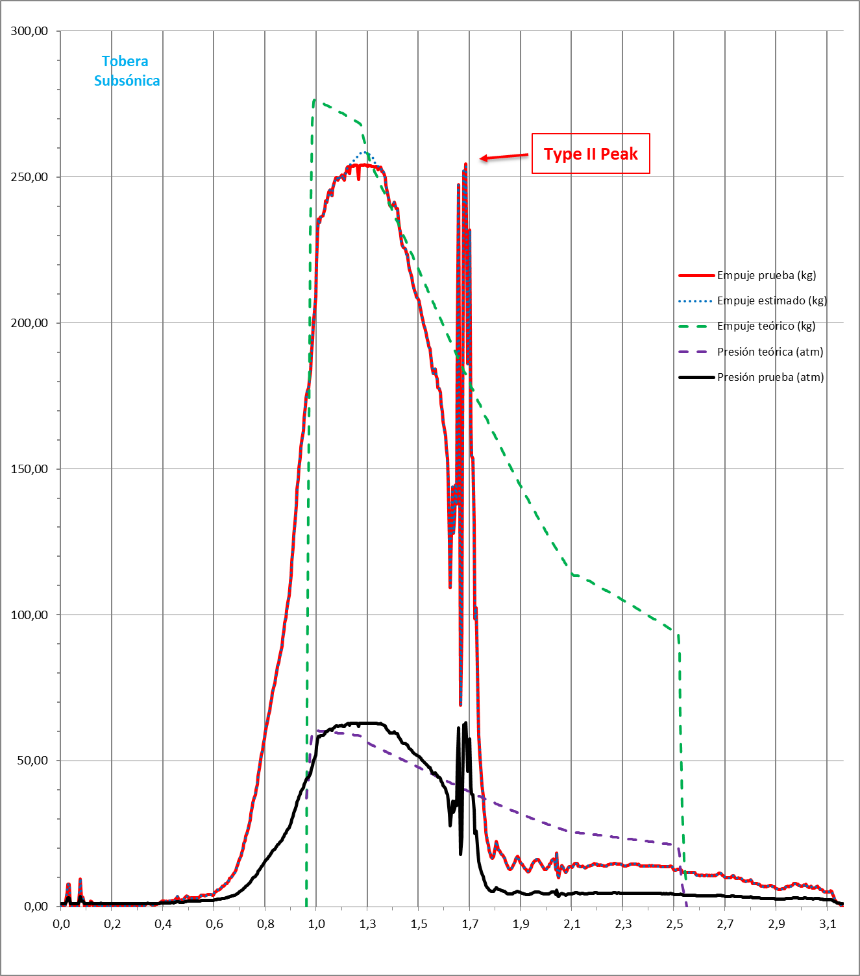 300,00
Tobera
Subsónica
Type II Peak
250,00
Empuje prueba (kg)
Empuje estimado (kg)
200,00
Empuje teórico (kg)
Presión teórica (atm)
Presión prueba (atm)
150,00
100,00
50,00
0,00
0,0 0,2 0,4 0,6 0,8 1,0 1,3 1,5 1,7 1,9 2,1 2,3 2,5 2,7 2,9 3,1